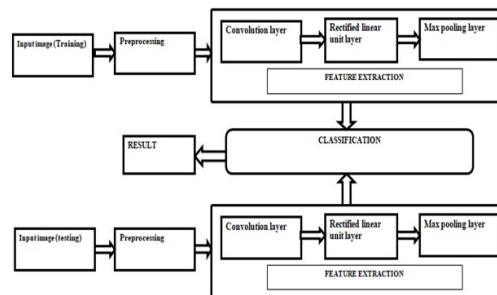 Input image (Training)
Preprocessing
Convolution layer
Rectified linear
unit layer
Max pooling layer
FEATURE EXTRACTION
RESULT
CLASSIFICATION
Input image (testing)
Preprocessing
Convolution layer
Rectified linear
unit layer
Max pooling layer
FEATURE EXTRACTION